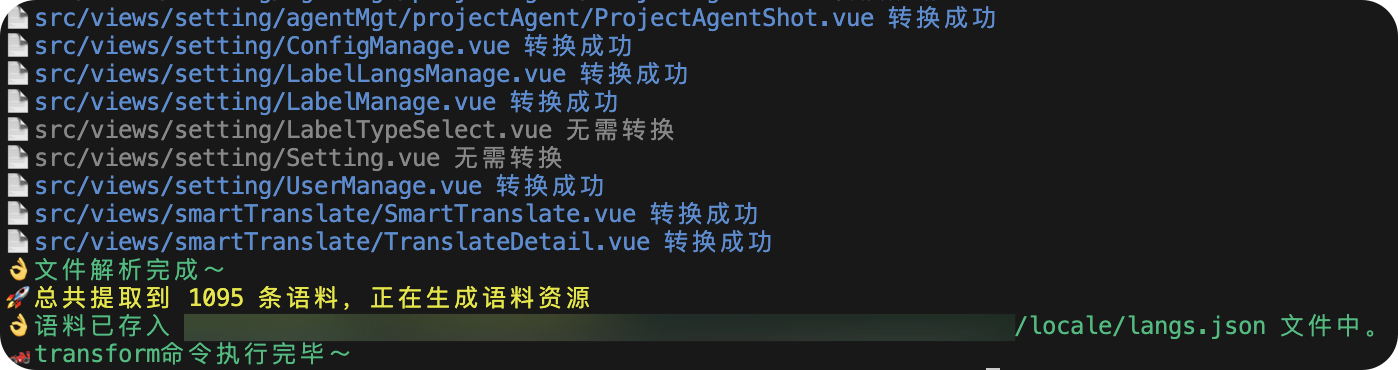 src/views/setting/agentMgt/projectAgent/ProjectAgentShot.vue 转换成功
src/views/setting/ConfigManage.vue 转换成功
src/views/setting/LabelLangsManage.vue 转换成功
src/views/setting/LabelManage.vue 转换成功
src/views/setting/LabelTypeSelect.vue 无需转换
src/views/setting/Setting.vue 无需转换
src/views/setting/UserManage.vue 转换成功
src/views/smartTranslate/SmartTranslate.vue 转换成功
src/views/smartTranslate/TranslateDetail.vue 转换成功
👌文件解析完成～
🚀总共提取到 1095 条语料, 正在生成语料资源
👌语料已存入 /locale/langs.json 文件中。
transform命令执行完毕～